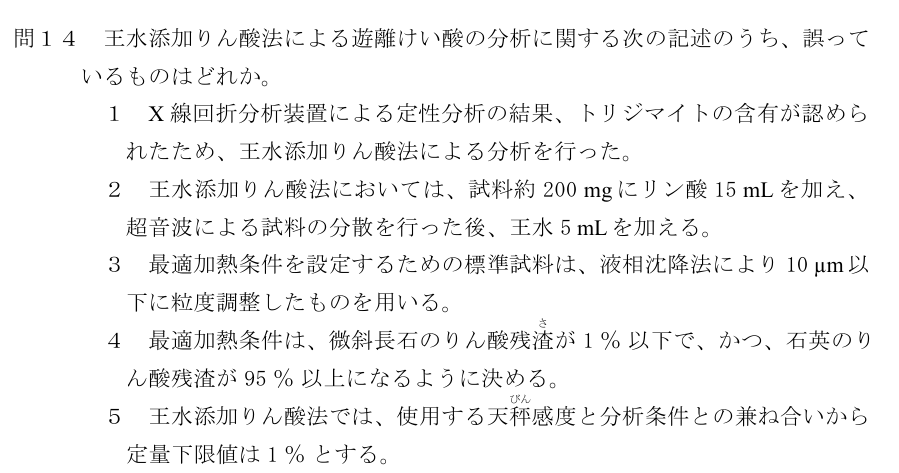 問１４　王水添加りん酸法による遊離けい酸の分析に関する次の記述のうち、誤って
いるものはどれか。
１　X 線回折分析装置による定性分析の結果、トリジマイトの含有が認めら
れたため、王水添加りん酸法による分析を行った。
２　王水添加りん酸法においては、試料約 200 mg にリン酸 15 mL を加え、
超音波による試料の分散を行った後、王水 5 mL を加える。
３　最適加熱条件を設定するための標準試料は、液相沈降法により 10 μm 以
下に粒度調整したものを用いる。
さ
４　最適加熱条件は、微斜長石のりん酸残渣が 1 % 以下で、かつ、石英のり
ん酸残渣が 95 % 以上になるように決める。
びん
５　王水添加りん酸法では、使用する天秤感度と分析条件との兼ね合いから
定量下限値は 1 % とする。